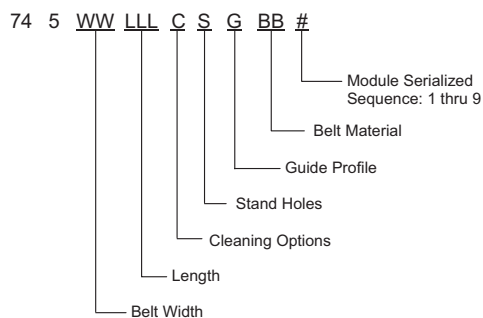 74 5 WW LLL C S G BB #
Module Serialized
Sequence: 1 thru 9
Belt Material
Guide Profile
Stand Holes
Cleaning Options
Length
Belt Width